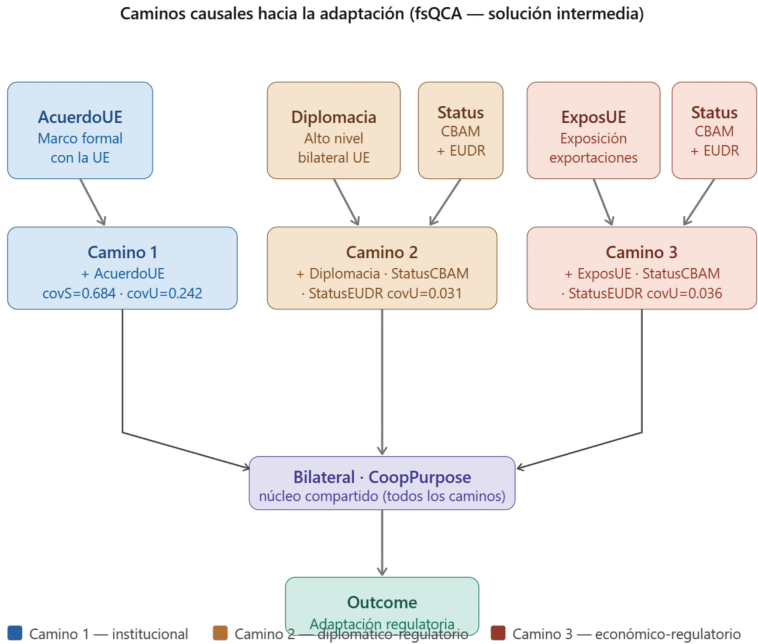 Caminos causales hacia la adaptación (fsQCA — solución intermedia)
AcuerdoUE
Marco formal
con la UE
Diplomacia
Alto nivel
bilateral UE
Status
CBAM
+ EUDR
ExposUE
Exposición
exportaciones
Status
CBAM
+ EUDR
Camino 1
+ AcuerdoUE
covS=0.684 · covU=0.242
Camino 2
+ Diplomacia · StatusCBAM
· StatusEUDR covU=0.031
Camino 3
+ ExposUE · StatusCBAM
· StatusEUDR covU=0.036
Bilateral · CoopPurpose
núcleo compartido (todos los caminos)
Outcome
Adaptación regulatoria
Camino 1 — institucional
Camino 2 — diplomático-regulatorio
Camino 3 — económico-regulatorio